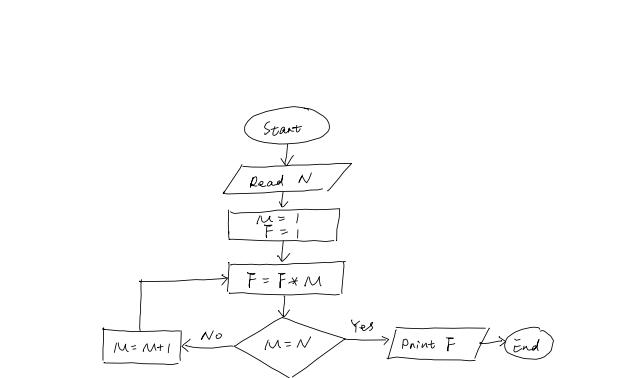 Start
Read N
M = 1
F = 1
F = F * M
No
M = M+1
M = N
Yes
Print F
End